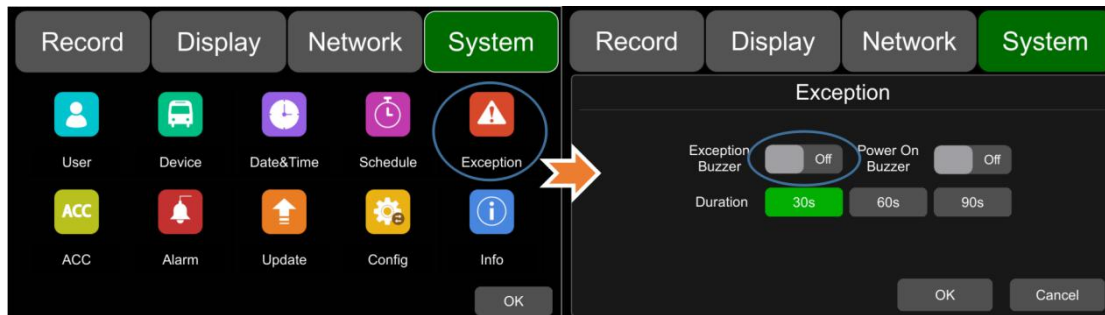 Record Display Network System
User Device Date&Time Schedule Exception
ACC
ACC Alarm Update Config Info
OK
Record Display Network System
Exception
Exception Buzzer Off Power On Buzzer Off
Duration 30s 60s 90s
OK Cancel